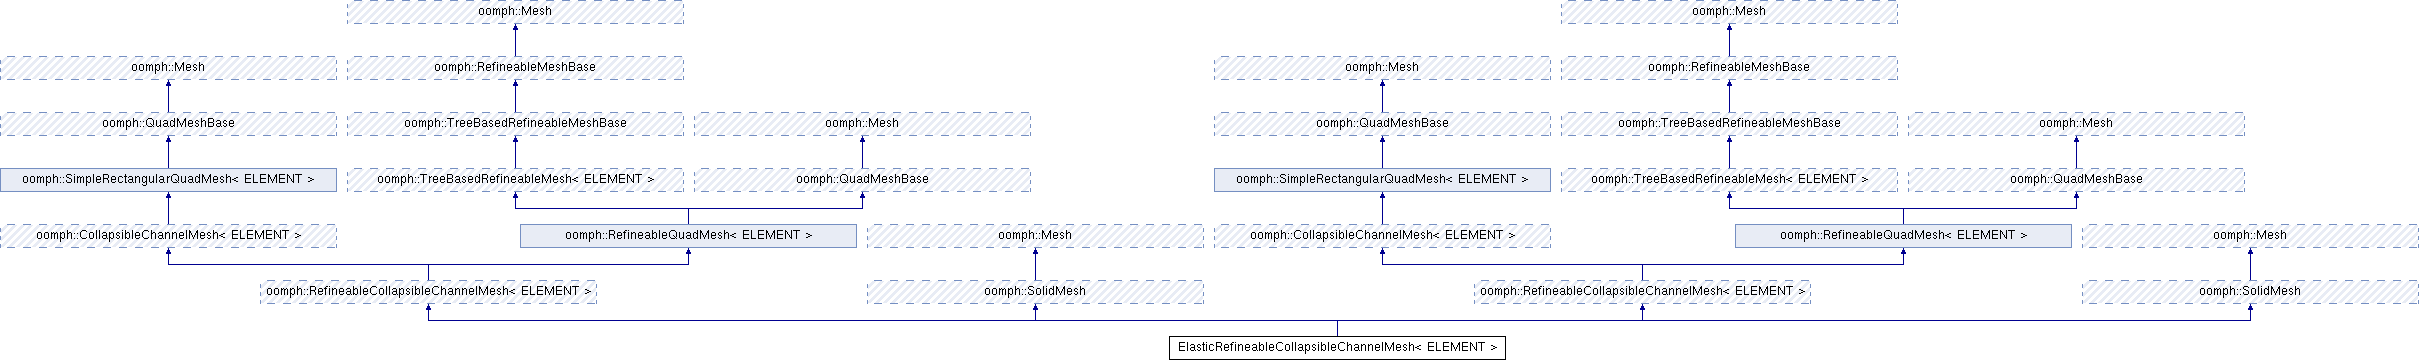 oomph::Mesh oomph::Mesh
oomph::Mesh oomph::RefineableMeshBase oomph::Mesh oomph::RefineableMeshBase
oomph::QuadMeshBase oomph::TreeBasedRefineableMeshBase oomph::Mesh oomph::QuadMeshBase oomph::TreeBasedRefineableMeshBase oomph::Mesh
oomph::SimpleRectangularQuadMesh< ELEMENT > oomph::TreeBasedRefineableMesh< ELEMENT > oomph::QuadMeshBase oomph::SimpleRectangularQuadMesh< ELEMENT > oomph::TreeBasedRefineableMesh< ELEMENT > oomph::QuadMeshBase
oomph::CollapsibleChannelMesh< ELEMENT > oomph::RefineableQuadMesh< ELEMENT > oomph::Mesh oomph::CollapsibleChannelMesh< ELEMENT > oomph::RefineableQuadMesh< ELEMENT > oomph::Mesh
oomph::RefineableCollapsibleChannelMesh< ELEMENT > oomph::SolidMesh oomph::RefineableCollapsibleChannelMesh< ELEMENT > oomph::SolidMesh
ElasticRefineableCollapsibleChannelMesh< ELEMENT >